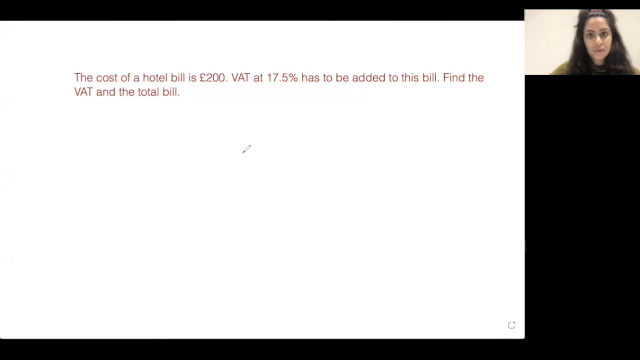 The cost of a hotel bill is £200. VAT at 17.5% has to be added to this bill. Find the
VAT and the total bill.